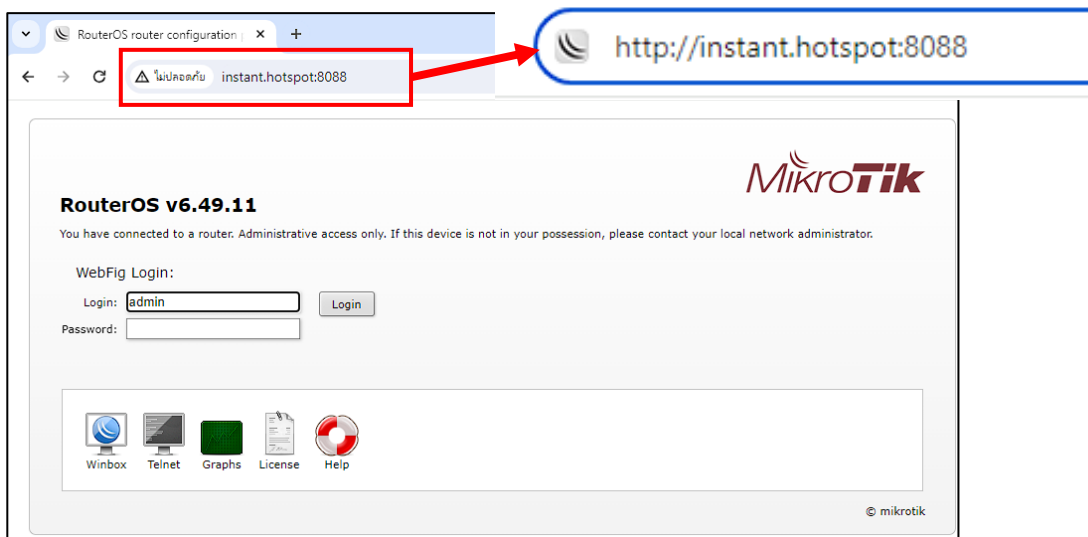 RouterOS router configuration
ไม่ปลอดภัย instant.hotspot:8088
http://instant.hotspot:8088
MikroTik
RouterOS v6.49.11
You have connected to a router. Administrative access only. If this device is not in your possession, please contact your local network administrator.
WebFig Login:
Login: admin Login
Password:
Winbox Telnet Graphs License Help
© mikrotik